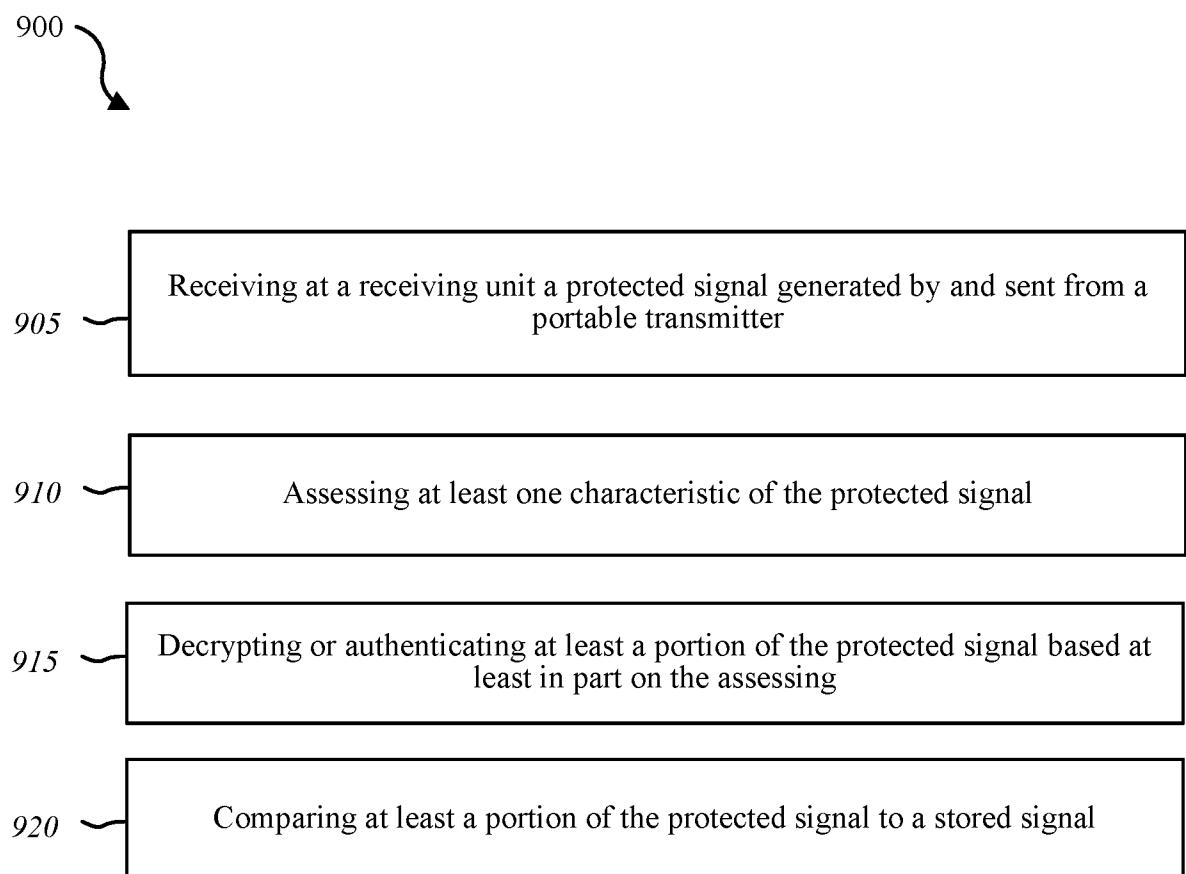 900
Receiving at a receiving unit a protected signal generated by and sent from a
portable transmitter
905
Assessing at least one characteristic of the protected signal
910
Decrypting or authenticating at least a portion of the protected signal based at
least in part on the assessing
915
Comparing at least a portion of the protected signal to a stored signal
920